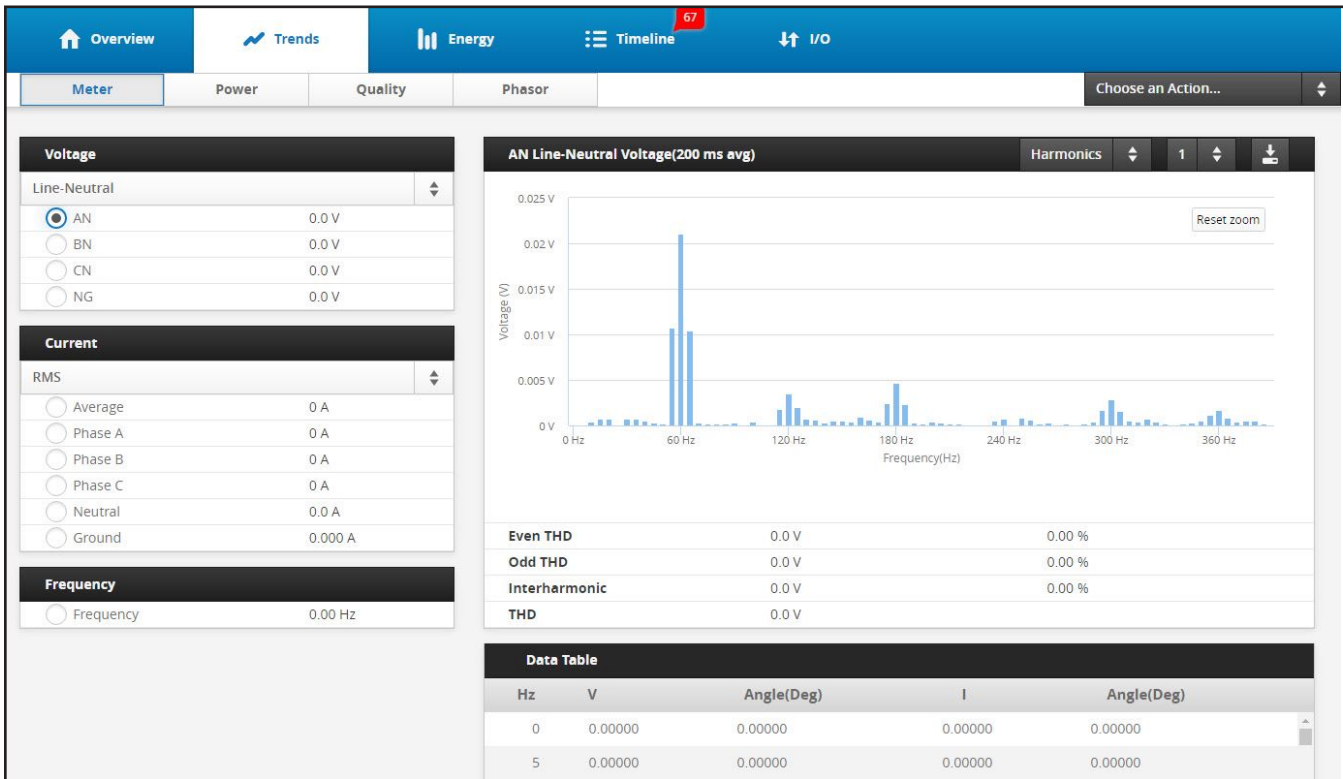 Overview Trends Energy Timeline 67 I/O
Meter Power Quality Phasor Choose an Action...
Voltage
Line-Neutral
AN 0.0 V
BN 0.0 V
CN 0.0 V
NG 0.0 V
Current
RMS
Average 0 A
Phase A 0 A
Phase B 0 A
Phase C 0 A
Neutral 0.0 A
Ground 0.000 A
Frequency
Frequency 0.00 Hz
AN Line-Neutral Voltage(200 ms avg) Harmonics 1
Reset zoom
Voltage (V)
0.025 V
0.02 V
0.015 V
0.01 V
0.005 V
0 V
0 Hz 60 Hz 120 Hz 180 Hz 240 Hz 300 Hz 360 Hz
Frequency(Hz)
Even THD 0.0 V 0.00 %
Odd THD 0.0 V 0.00 %
Interharmonic 0.0 V 0.00 %
THD 0.0 V
Data Table
Hz V Angle(Deg) I Angle(Deg)
0 0.00000 0.00000 0.00000 0.00000
5 0.00000 0.00000 0.00000 0.00000